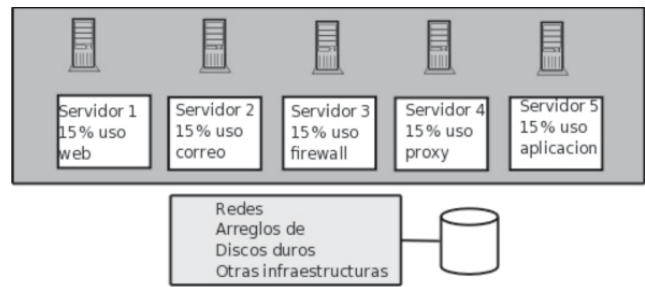 Servidor 1
15% uso
web
Servidor 2
15% uso
correo
Servidor 3
15% uso
firewall
Servidor 4
15% uso
proxy
Servidor 5
15% uso
aplicacion
Redes
Arreglos de
Discos duros
Otras infraestructuras